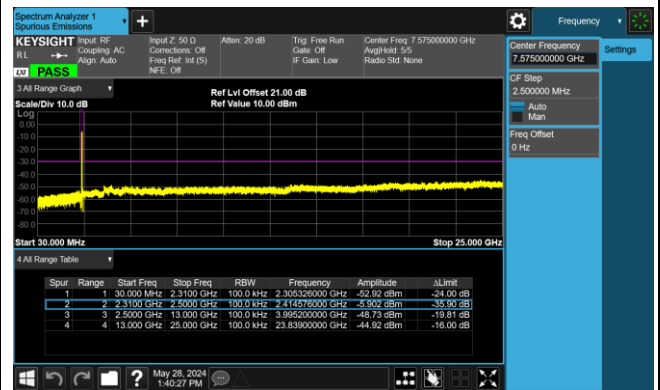 Spectrum Analyzer 1
Spurious Emissions
+
Frequency
KEYSIGHT
RL
LXI
PASS
Input: RF
Coupling: AC
Align: Auto
Input Z: 50 Ω
Corrections: Off
Freq Ref: Int (S)
NFE: Off
Atten: 20 dB
Trig: Free Run
Gate: Off
IF Gain: Low
Center Freq: 7.575000000 GHz
Avg|Hold: 5/5
Radio Std: None
Center Frequency
7.575000000 GHz
Settings
CF Step
2.500000 MHz
Auto
Man
Freq Offset
0 Hz
3 All Range Graph
Scale/Div 10.0 dB
Ref Lvl Offset 21.00 dB
Ref Value 10.00 dBm
Log
0.00
-10.0
-20.0
-30.0
-40.0
-50.0
-60.0
-70.0
-80.0
Start 30.000 MHz
Stop 25.000 GHz
4 All Range Table
Spur Range Start Freq Stop Freq RBW Frequency Amplitude ΔLimit
1 1 30.000 MHz 2.3100 GHz 100.0 kHz 2.305326000 GHz -52.92 dBm -24.00 dB
2 2 2.3100 GHz 2.5000 GHz 100.0 kHz 2.414576000 GHz -5.902 dBm -35.90 dB
3 3 2.5000 GHz 13.000 GHz 100.0 kHz 3.995200000 GHz -48.73 dBm -19.81 dB
4 4 13.000 GHz 25.000 GHz 100.0 kHz 23.83900000 GHz -44.92 dBm -16.00 dB
?
May 28, 2024
1:40:27 PM